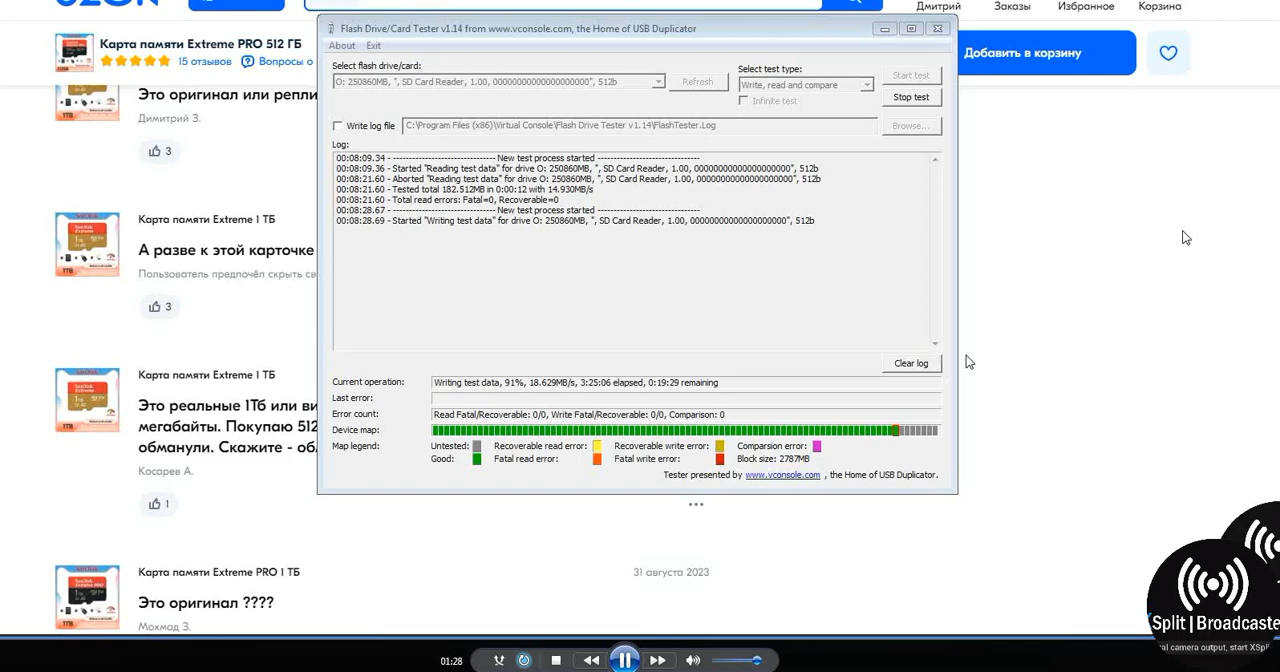 OZON
Дмитрий
Заказы
Избранное
Корзина
Карта памяти Extreme PRO 512 ГБ
15 отзывов
Вопросы о
Добавить в корзину
Flash Drive/Card Tester v1.14 from www.vconsole.com, the Home of USB Duplicator
About Exit
Select flash drive/card:
O: 250860MB, ", SD Card Reader, 1.00, 00000000000000000000", 512b
Refresh
Select test type:
Write, read and compare
Infinite test
Start test
Stop test
Write log file
C:\Program Files (x86)\Virtual Console\Flash Drive Tester v1.14\FlashTester.Log
Browse...
Log:
00:08:09.34 - ------------------------------- New test process started -------------------------------
00:08:09.36 - Started "Reading test data" for drive O: 250860MB, ", SD Card Reader, 1.00, 00000000000000000000", 512b
00:08:21.60 - Aborted "Reading test data" for drive O: 250860MB, ", SD Card Reader, 1.00, 00000000000000000000", 512b
00:08:21.60 - Tested total 182.512MB in 0:00:12 with 14.930MB/s
00:08:21.60 - Total read errors: Fatal=0, Recoverable=0
00:08:28.67 - ------------------------------- New test process started -------------------------------
00:08:28.69 - Started "Writing test data" for drive O: 250860MB, ", SD Card Reader, 1.00, 00000000000000000000", 512b
Clear log
Current operation:
Writing test data, 91%, 18.629MB/s, 3:25:06 elapsed, 0:19:29 remaining
Last error:
Error count:
Read Fatal/Recoverable: 0/0, Write Fatal/Recoverable: 0/0, Comparison: 0
Device map:
Map legend:
Untested:
Recoverable read error:
Recoverable write error:
Comparsion error:
Good:
Fatal read error:
Fatal write error:
Block size: 2787MB
Tester presented by www.vconsole.com , the Home of USB Duplicator.
Это оригинал или репли
Димитрий З.
3
Карта памяти Extreme 1 ТБ
А разве к этой карточке
Пользователь предпочёл скрыть св
3
Карта памяти Extreme 1 ТБ
Это реальные 1Тб или ви
мегабайты. Покупаю 512
обманули. Скажите - об
Косарев А.
1
31 августа 2023
Карта памяти Extreme PRO 1 ТБ
Это оригинал ????
Мохмад З.
Split | Broadcaste
al camera output, start XSpl
01:28